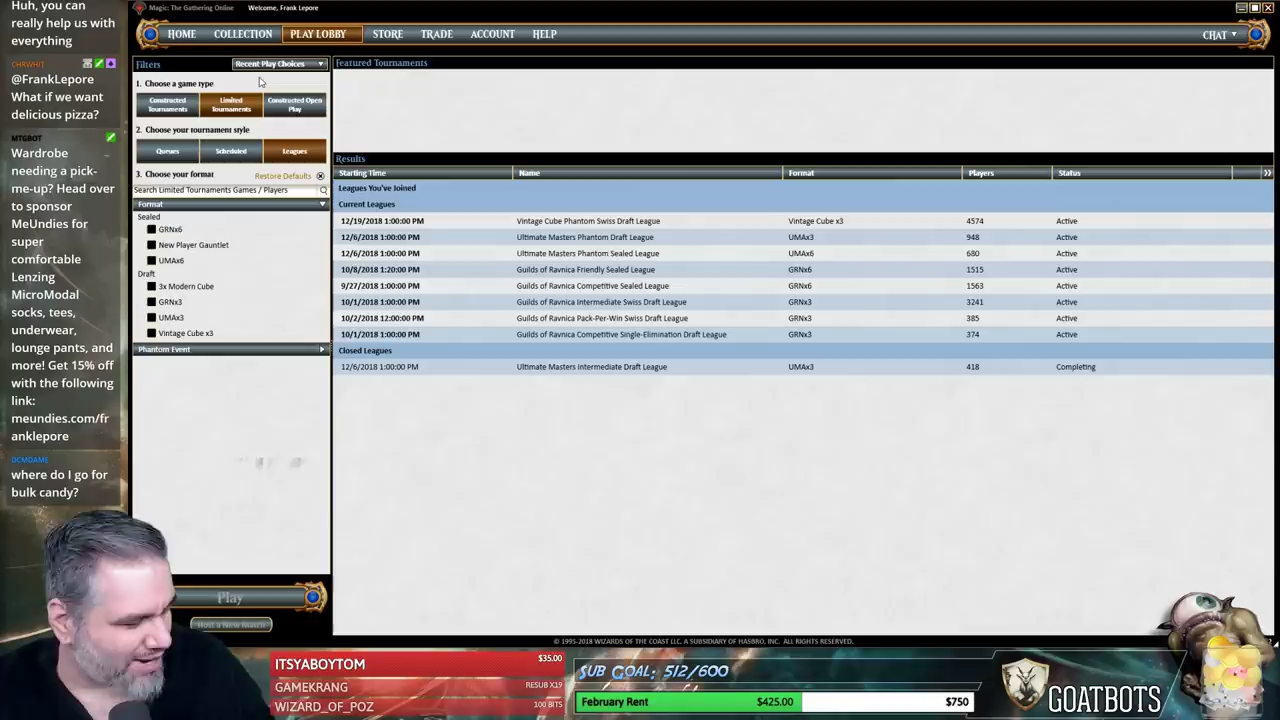 Magic: The Gathering Online
Welcome, Frank Lepore
HOME COLLECTION PLAY LOBBY STORE TRADE ACCOUNT HELP CHAT
Huh, you can
really help us with
everything
CHRWHIT
@FrankLepore
What if we want
delicious pizza?
MTGBOT
Wardrobe
needing a pick-
me-up? Head over
to sponsor
MeUndies for
super
comfortable
Lenzing
MicroModal
socks, tees,
underwear,
lounge pants, and
more! Get 15% off
with the following
link:
meundies.com/fr
anklepore
DCMDAME
where do I go for
bulk candy?
Filters
Recent Play Choices
1. Choose a game type
Constructed Tournaments
Limited Tournaments
Constructed Open Play
2. Choose your tournament style
Queues Scheduled Leagues
3. Choose your format
Restore Defaults
Search Limited Tournaments Games / Players
Format
Sealed
GRNx6
New Player Gauntlet
UMAx6
Draft
3x Modern Cube
GRNx3
UMAx3
Vintage Cube x3
Phantom Event
Play
Host a New Match
Featured Tournaments
Results
Starting Time Name Format Players Status
Leagues You've Joined
Current Leagues
12/19/2018 1:00:00 PM Vintage Cube Phantom Swiss Draft League Vintage Cube x3 4574 Active
12/6/2018 1:00:00 PM Ultimate Masters Phantom Draft League UMAx3 948 Active
12/6/2018 1:00:00 PM Ultimate Masters Phantom Sealed League UMAx6 680 Active
10/8/2018 1:20:00 PM Guilds of Ravnica Friendly Sealed League GRNx6 1515 Active
9/27/2018 1:00:00 PM Guilds of Ravnica Competitive Sealed League GRNx6 1563 Active
10/1/2018 1:00:00 PM Guilds of Ravnica Intermediate Swiss Draft League GRNx3 3241 Active
10/2/2018 12:00:00 PM Guilds of Ravnica Pack-Per-Win Swiss Draft League GRNx3 385 Active
10/1/2018 1:00:00 PM Guilds of Ravnica Competitive Single-Elimination Draft League GRNx3 374 Active
Closed Leagues
12/6/2018 1:00:00 PM Ultimate Masters Intermediate Draft League UMAx3 418 Completing
© 1995-2018 WIZARDS OF THE COAST LLC, A SUBSIDIARY OF HASBRO, INC. ALL RIGHTS RESERVED.
ITSYABOYTOM $35.00
GAMEKRANG RESUB X19
WIZARD_OF_POZ 100 BITS
SUB GOAL: 512/600
February Rent $425.00 $750
GOATBOTS